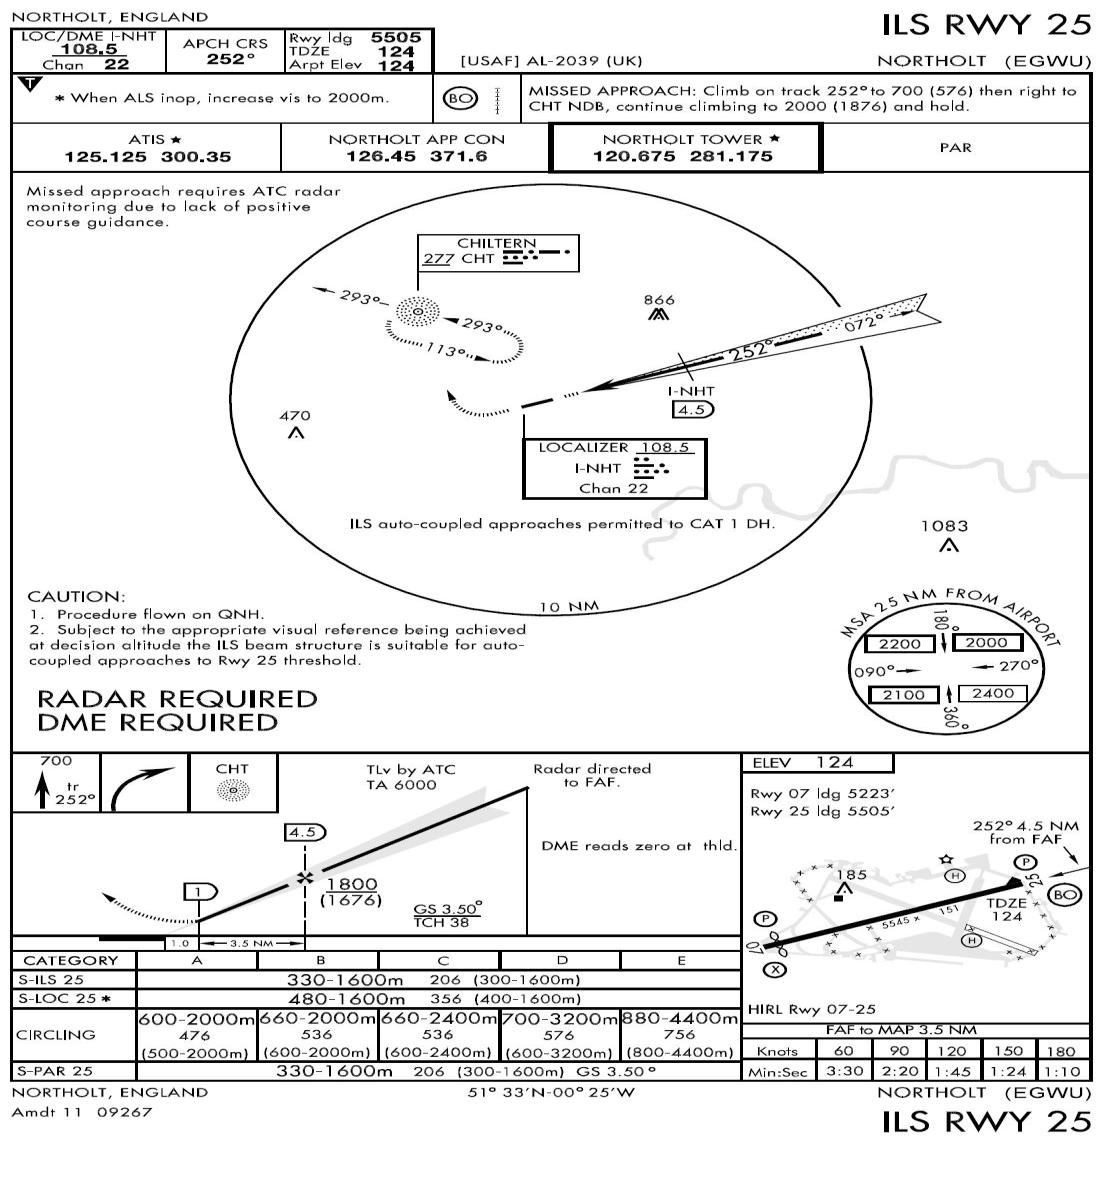 NORTHOLT, ENGLAND
ILS RWY 25
LOC/DME I-NHT
108.5
Chan 22
APCH CRS
252°
Rwy ldg 5505
TDZE 124
Arpt Elev 124
[USAF] AL-2039 (UK)
NORTHOLT (EGWU)
T
* When ALS inop, increase vis to 2000m.
BO
MISSED APPROACH: Climb on track 252° to 700 (576) then right to
CHT NDB, continue climbing to 2000 (1876) and hold.
ATIS ★
125.125 300.35
NORTHOLT APP CON
126.45 371.6
NORTHOLT TOWER ★
120.675 281.175
PAR
Missed approach requires ATC radar
monitoring due to lack of positive
course guidance.
CHILTERN
277 CHT
293°
293°
113°
866
072°
252°
I-NHT
4.5
470
LOCALIZER 108.5
I-NHT
Chan 22
ILS auto-coupled approaches permitted to CAT 1 DH.
1083
10 NM
CAUTION:
1. Procedure flown on QNH.
2. Subject to the appropriate visual reference being achieved
at decision altitude the ILS beam structure is suitable for auto-
coupled approaches to Rwy 25 threshold.
MSA 25 NM FROM AIRPORT
180°
2200
2000
090°
270°
2100
2400
360°
RADAR REQUIRED
DME REQUIRED
700
tr
252°
CHT
TLv by ATC
TA 6000
Radar directed
to FAF.
4.5
DME reads zero at thld.
1
1800
(1676)
GS 3.50°
TCH 38
1.0
3.5 NM
ELEV 124
Rwy 07 ldg 5223'
Rwy 25 ldg 5505'
252° 4.5 NM
from FAF
P
185
H
25
BO
TDZE
124
5545 x 151
P
07
H
X
HIRL Rwy 07-25
CATEGORY A B C D E
S-ILS 25 330-1600m 206 (300-1600m)
S-LOC 25 * 480-1600m 356 (400-1600m)
CIRCLING
600-2000m 660-2000m 660-2400m 700-3200m 880-4400m
476 536 536 576 756
(500-2000m) (600-2000m) (600-2400m) (600-3200m) (800-4400m)
S-PAR 25 330-1600m 206 (300-1600m) GS 3.50°
FAF to MAP 3.5 NM
Knots 60 90 120 150 180
Min:Sec 3:30 2:20 1:45 1:24 1:10
NORTHOLT, ENGLAND
51° 33'N-00° 25'W
NORTHOLT (EGWU)
Amdt 11 09267
ILS RWY 25